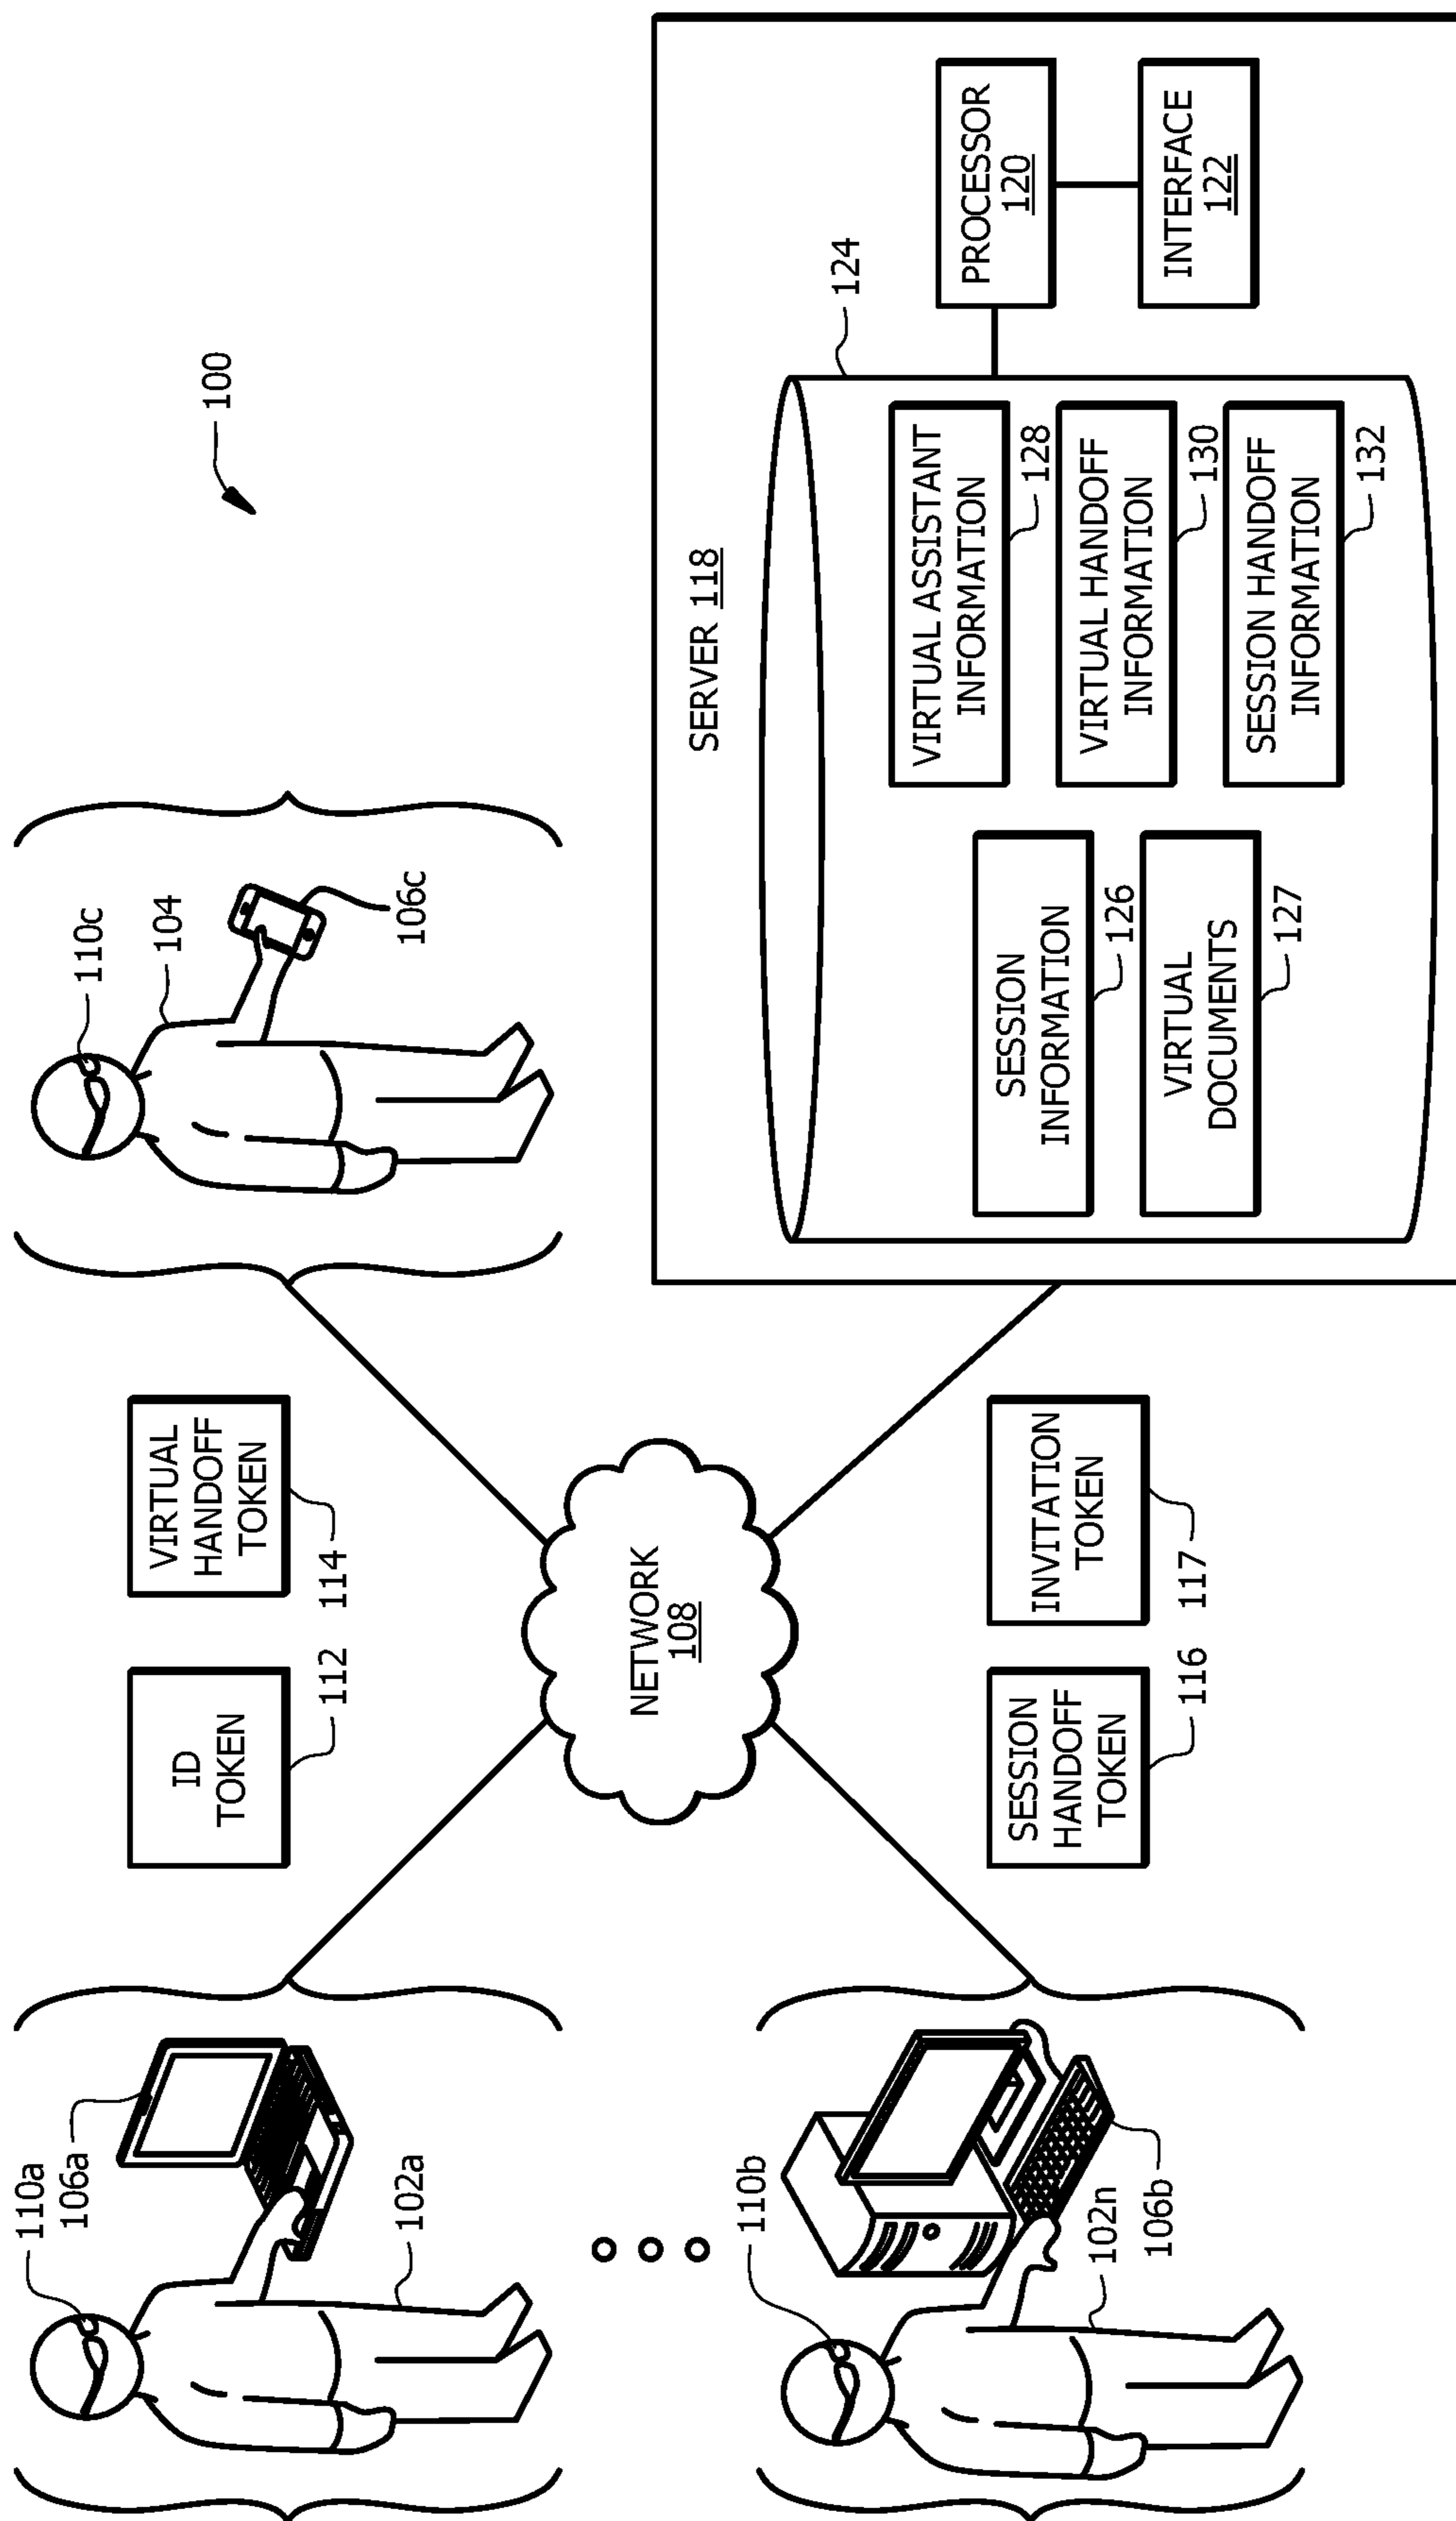 100
110a
106a
102a
ID
TOKEN
112
VIRTUAL
HANDOFF
TOKEN
114
110c
104
106c
NETWORK
108
110b
102n
106b
SESSION
HANDOFF
TOKEN
116
INVITATION
TOKEN
117
SERVER 118
124
SESSION
INFORMATION
126
VIRTUAL
DOCUMENTS
127
VIRTUAL ASSISTANT
INFORMATION
128
VIRTUAL HANDOFF
INFORMATION
130
SESSION HANDOFF
INFORMATION
132
PROCESSOR
120
INTERFACE
122